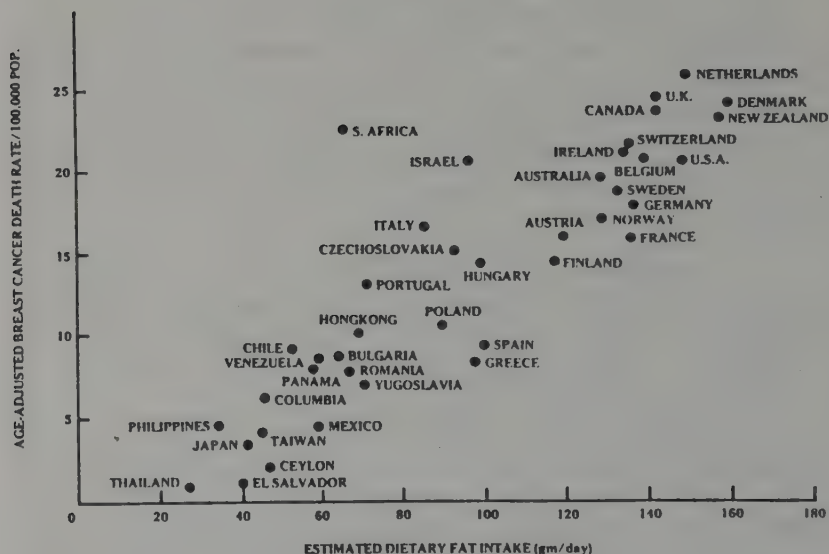 AGE-ADJUSTED BREAST CANCER DEATH RATE/100,000 POP.
25
20
15
10
5
NETHERLANDS
U.K.
DENMARK
CANADA
NEW ZEALAND
S. AFRICA
SWITZERLAND
IRELAND
ISRAEL
U.S.A.
BELGIUM
AUSTRALIA
SWEDEN
GERMANY
ITALY
AUSTRIA
NORWAY
FRANCE
CZECHOSLOVAKIA
HUNGARY
FINLAND
PORTUGAL
POLAND
HONGKONG
CHILE
SPAIN
VENEZUELA
BULGARIA
GREECE
PANAMA
ROMANIA
YUGOSLAVIA
COLUMBIA
PHILIPPINES
MEXICO
JAPAN
TAIWAN
CEYLON
THAILAND
EL SALVADOR
0 20 40 60 80 100 120 140 160 180
ESTIMATED DIETARY FAT INTAKE (gm/day)